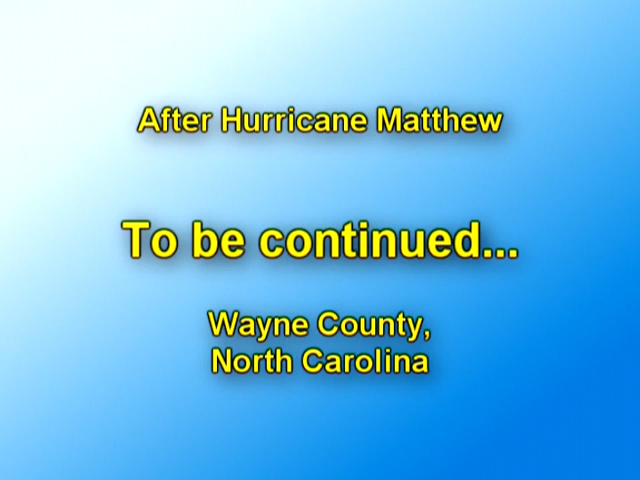 After Hurricane Matthew
To be continued...
Wayne County,
North Carolina